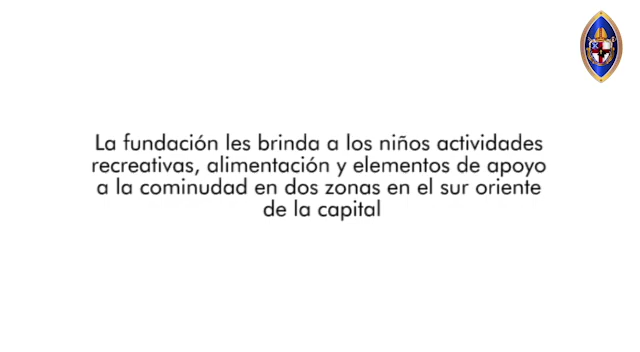 La fundación les brinda a los niños actividades
recreativas, alimentación y elementos de apoyo
a la cominudad en dos zonas en el sur oriente
de la capital